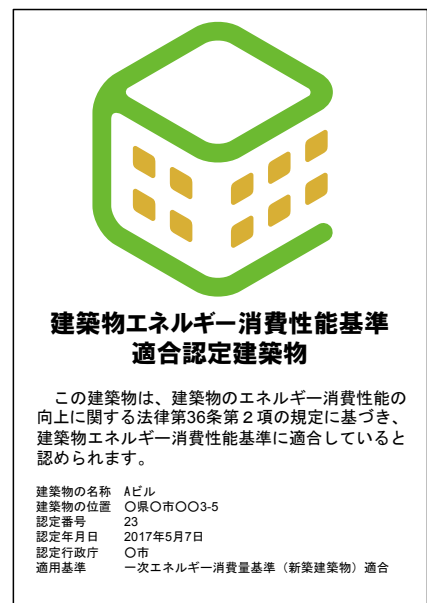 建築物エネルギー消費性能基準
適合認定建築物
この建築物は、建築物のエネルギー消費性能の
向上に関する法律第36条第２項の規定に基づき、
建築物エネルギー消費性能基準に適合していると
認められます。
建築物の名称 Aビル
建築物の位置 〇県〇市〇〇3-5
認定番号 23
認定年月日 2017年5月7日
認定行政庁 〇市
適用基準 一次エネルギー消費量基準（新築建築物）適合